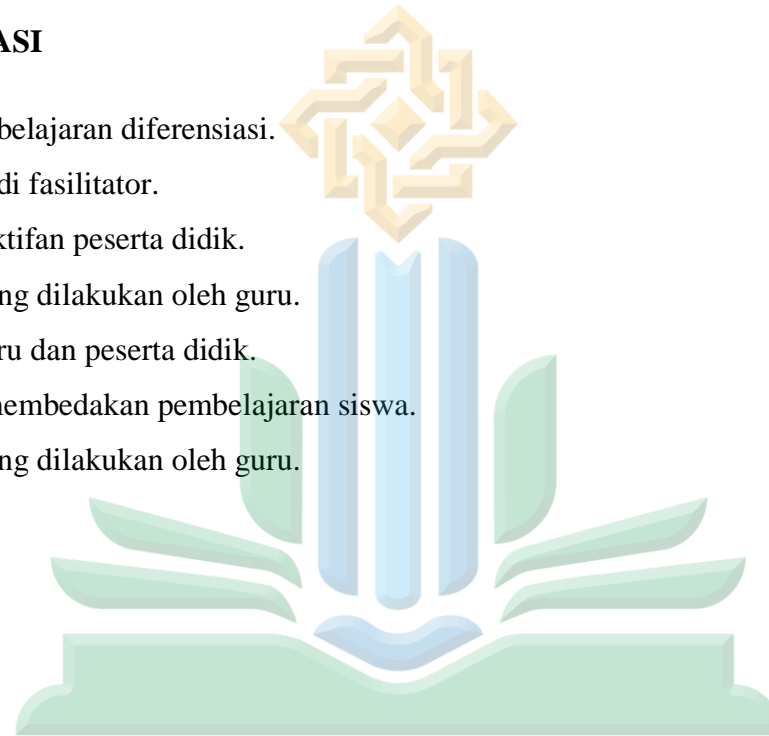 ASI
belajaran diferensiasi.
di fasilitator.
ktifan peserta didik.
ng dilakukan oleh guru.
ru dan peserta didik.
membedakan pembelajaran siswa.
ng dilakukan oleh guru.